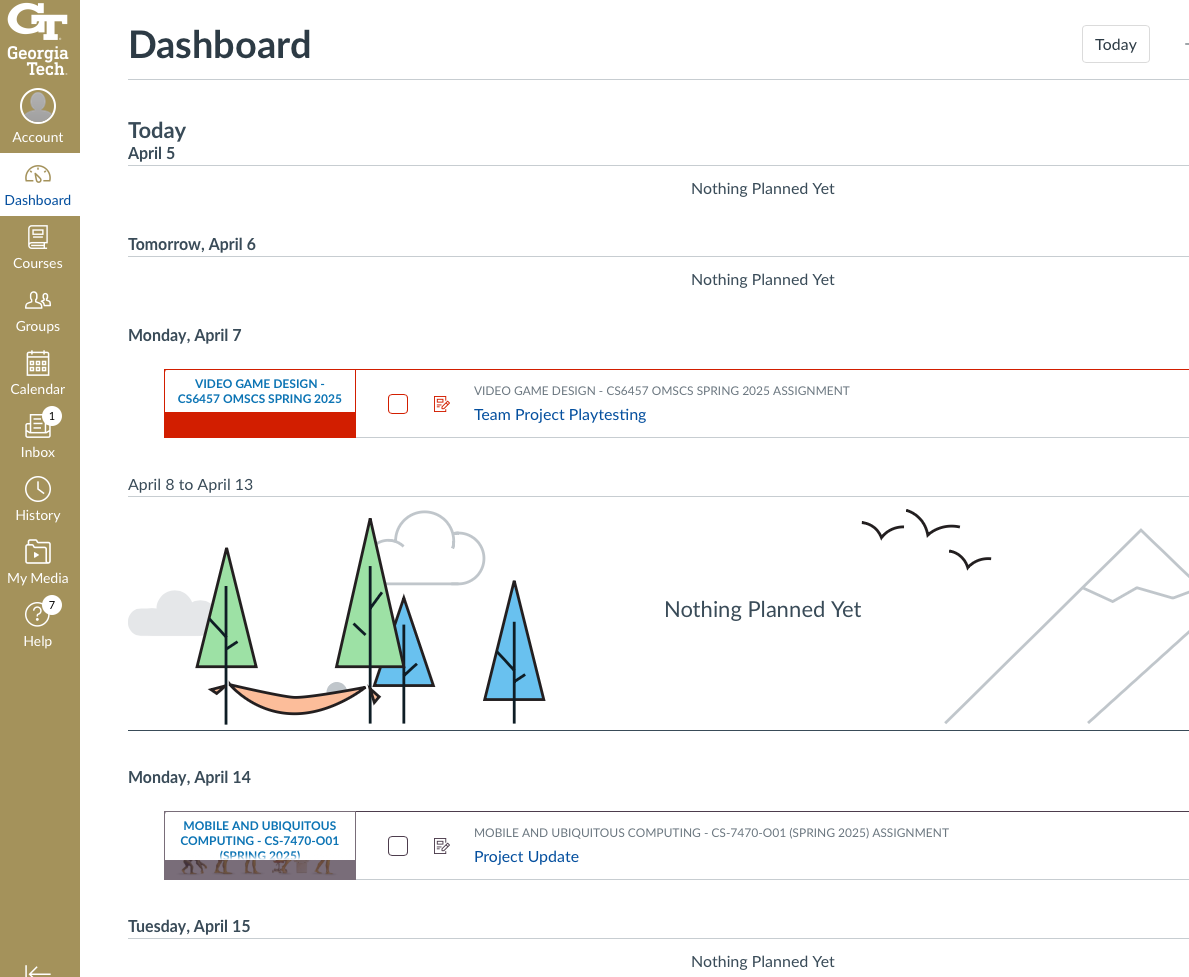 GT
Georgia
Tech
Account
Dashboard
Courses
Groups
Calendar
1
Inbox
History
My Media
7
Help
Dashboard
Today
Today
April 5
Nothing Planned Yet
Tomorrow, April 6
Nothing Planned Yet
Monday, April 7
VIDEO GAME DESIGN -
CS6457 OMSCS SPRING 2025
VIDEO GAME DESIGN - CS6457 OMSCS SPRING 2025 ASSIGNMENT
Team Project Playtesting
April 8 to April 13
Nothing Planned Yet
Monday, April 14
MOBILE AND UBIQUITOUS
COMPUTING - CS-7470-O01
(SPRING 2025)
MOBILE AND UBIQUITOUS COMPUTING - CS-7470-O01 (SPRING 2025) ASSIGNMENT
Project Update
Tuesday, April 15
Nothing Planned Yet